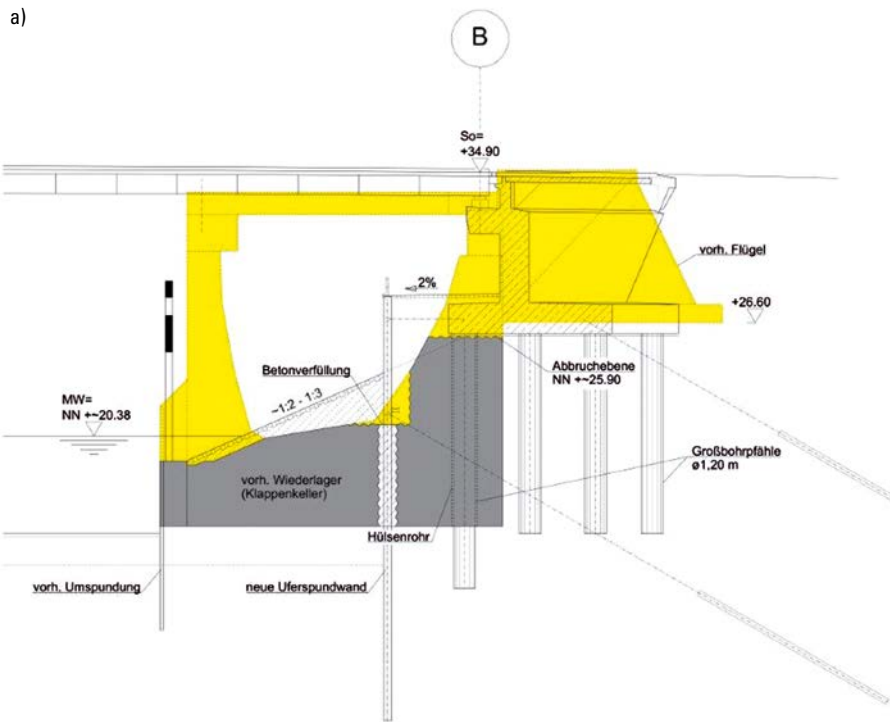 a)
B
So=
+34.90
vorh. Flügel
2%
+26.60
Betonverfüllung
Abbruchebene
NN +~25.90
~1:2 - 1:3
MW=
NN +~20.38
Großbohrpfähle
ø1,20 m
vorh. Wiederlager
(Klappenkeller)
Hülsenrohr
vorh. Umspundung
neue Uferspundwand